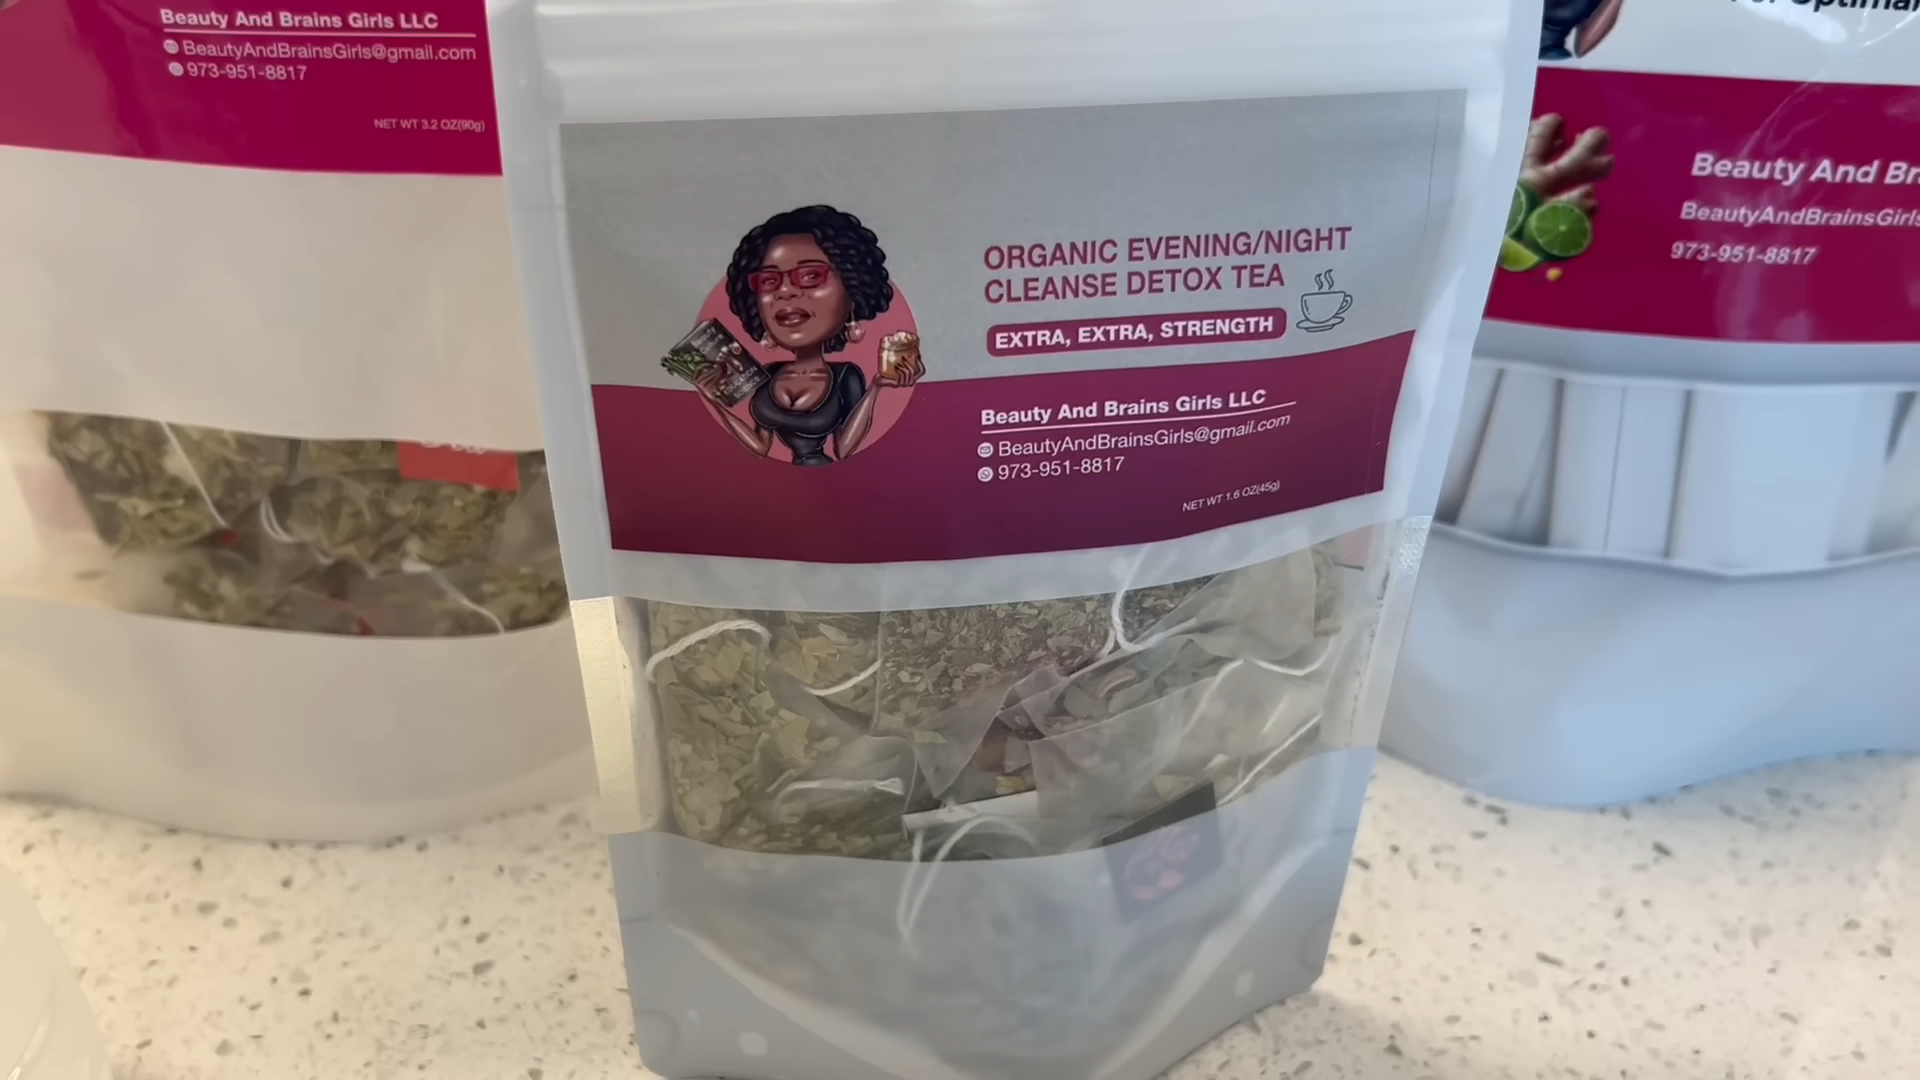 Beauty And Brains Girls LLC
BeautyAndBrainsGirls@gmail.com
973-951-8817
NET WT 3.2 OZ(90g)
ORGANIC EVENING/NIGHT
CLEANSE DETOX TEA
EXTRA, EXTRA, STRENGTH
Beauty And Brains Girls LLC
BeautyAndBrainsGirls@gmail.com
973-951-8817
NET WT 1.6 OZ(45g)
Beauty And Br
BeautyAndBrainsGirls
973-951-8817